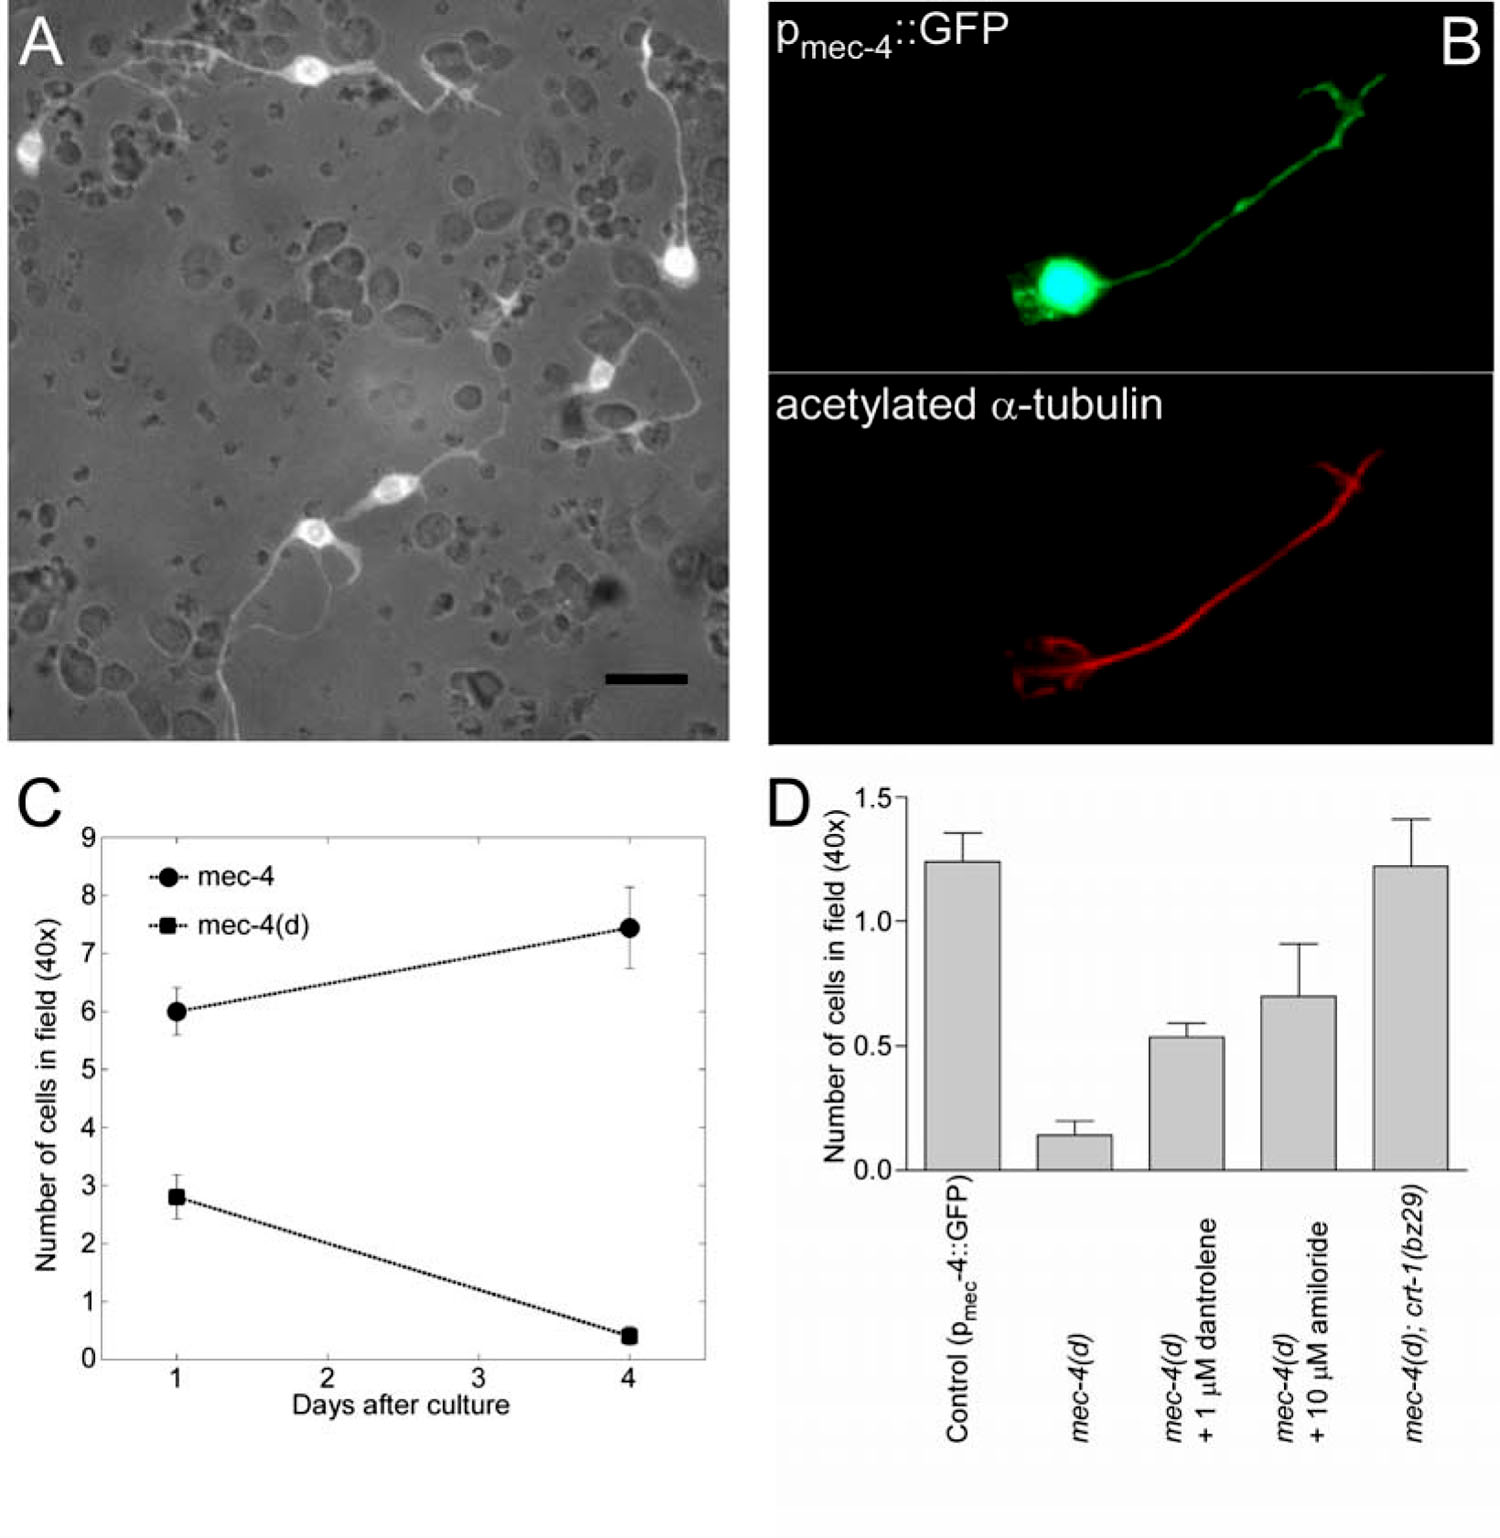 A
p_mec-4::GFP
B
acetylated α-tubulin
C
9
8
7
6
5
4
3
2
1
0
mec-4
mec-4(d)
Number of cells in field (40x)
1 2 3 4
Days after culture
D
1.5
1.0
0.5
0.0
Number of cells in field (40x)
Control (p_mec-4::GFP)
mec-4(d)
mec-4(d)
+ 1 μM dantrolene
mec-4(d)
+ 10 μM amiloride
mec-4(d); crt-1(bz29)